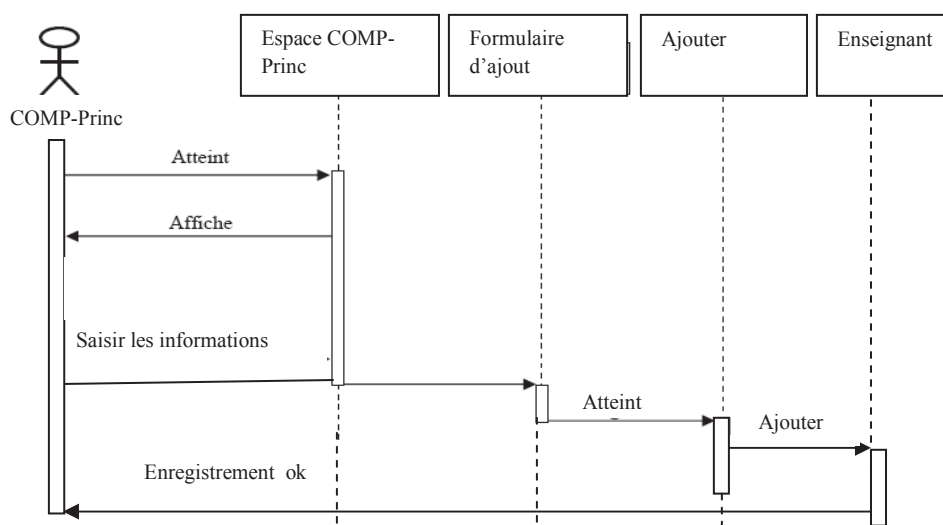 Espace COMP-
Princ
Formulaire
d’ajout
Ajouter
Enseignant
COMP-Princ
Atteint
Affiche
Saisir les informations
Atteint
Ajouter
Enregistrement ok